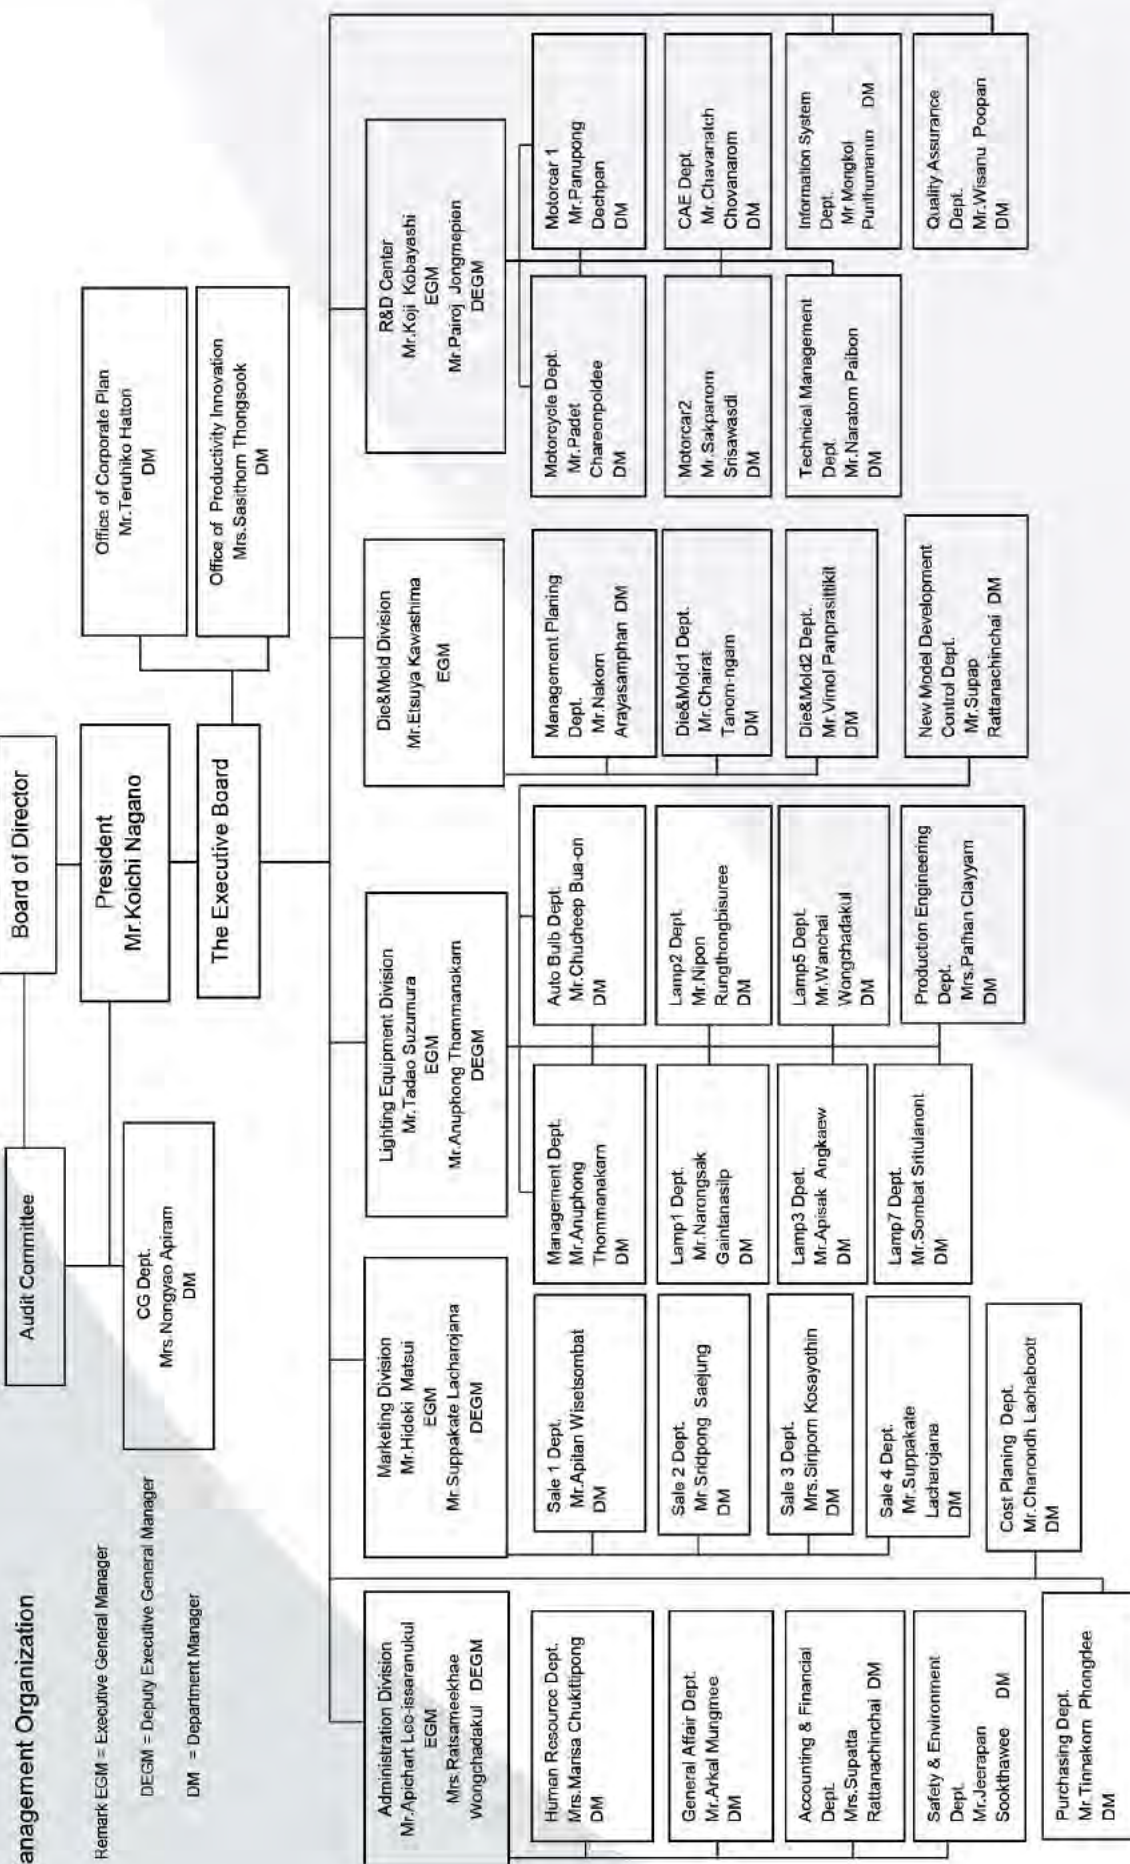 anagement Organization
Remark EGM = Executive General Manager
DEGM = Deputy Executive General Manager
DM = Department Manager
Board of Director
Audit Committee
President
Mr.Koichi Nagano
CG Dept.
Mrs.Nongyao Apiram
DM
The Executive Board
Office of Corporate Plan
Mr.Teruhiko Hattori
DM
Office of Productivity Innovation
Mrs.Sasithorn Thongsook
DM
Administration Division
Mr.Apichart Lee-issaranukul
EGM
Mrs.Ratsameekhae
Wongchadakul DEGM
Human Resource Dept.
Mrs.Marisa Chukittipong
DM
General Affair Dept.
Mr.Arkal Mungmee
DM
Accounting & Financial
Dept.
Mrs.Supatta
Rattanachinchai DM
Safety & Environment
Dept.
Mr.Jeerapan
Sookthawee DM
Purchasing Dept.
Mr.Tinnakorn Phongdee
DM
Marketing Division
Mr.Hideki Matsui
EGM
Mr.Suppakate Lacharojana
DEGM
Sale 1 Dept.
Mr.Apitan Wisetsombat
DM
Sale 2 Dept.
Mr.Sridpong Saejung
DM
Sale 3 Dept.
Mrs.Siriporn Kosayothin
DM
Sale 4 Dept.
Mr.Suppakate
Lacharojana
DM
Cost Planing Dept.
Mr.Chanondh Laohabootr
DM
Lighting Equipment Division
Mr.Tadao Suzumura
EGM
Mr.Anuphong Thommanakarn
DEGM
Management Dept.
Mr.Anuphong
Thommanakarn
DM
Auto Bulb Dept.
Mr.Chucheep Bua-on
DM
Lamp1 Dept.
Mr.Narongsak
Gaintanasilp
DM
Lamp2 Dept.
Mr.Nipon
Rungthongbisuree
DM
Lamp3 Dpet.
Mr.Apisak Angkaew
DM
Lamp5 Dept.
Mr.Wanchai
Wongchadakul
DM
Lamp7 Dept.
Mr.Sombat Sritulanont
DM
Production Engineering
Dept.
Mrs.Pathan Clayyam
DM
Die&Mold Division
Mr.Etsuya Kawashima
EGM
Management Planing
Dept.
Mr.Nakorn
Arayasamphan DM
Die&Mold1 Dept.
Mr.Chairat
Tanom-ngam
DM
Die&Mold2 Dept.
Mr.Vimol Panprasittikit
DM
New Model Development
Control Dept.
Mr.Supap
Rattanachinchai DM
R&D Center
Mr.Koji Kobayashi
EGM
Mr.Pairoj Jongmepien
DEGM
Motorcycle Dept.
Mr.Padet
Chareonpoldee
DM
Motorcar 1
Mr.Panupong
Dechpan
DM
Motorcar2
Mr.Sakpanom
Srisawasdi
DM
CAE Dept.
Mr.Chavanatch
Chovanarom
DM
Technical Management
Dept.
Mr.Naratorn Paibon
DM
Information System
Dept.
Mr.Mongkol
Punthumanun DM
Quality Assurance
Dept.
Mr.Wisanu Poopan
DM